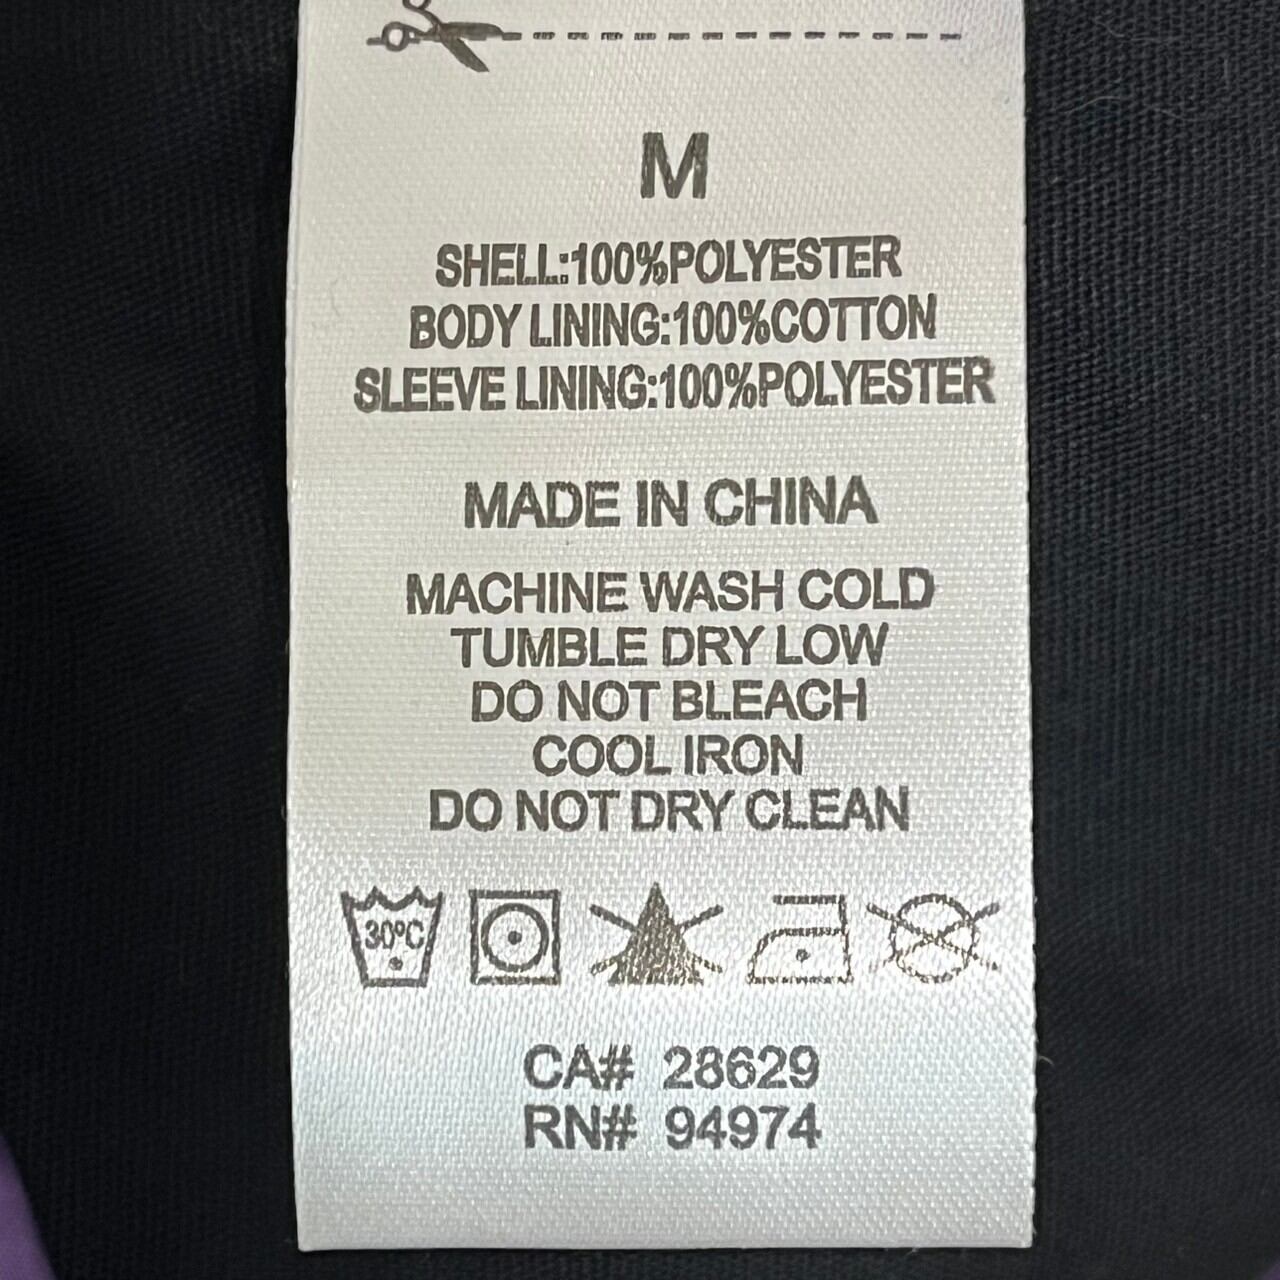 M
SHELL:100%POLYESTER
BODY LINING:100%COTTON
SLEEVE LINING:100%POLYESTER
MADE IN CHINA
MACHINE WASH COLD
TUMBLE DRY LOW
DO NOT BLEACH
COOL IRON
DO NOT DRY CLEAN
30°C
CA# 28629
RN# 94974